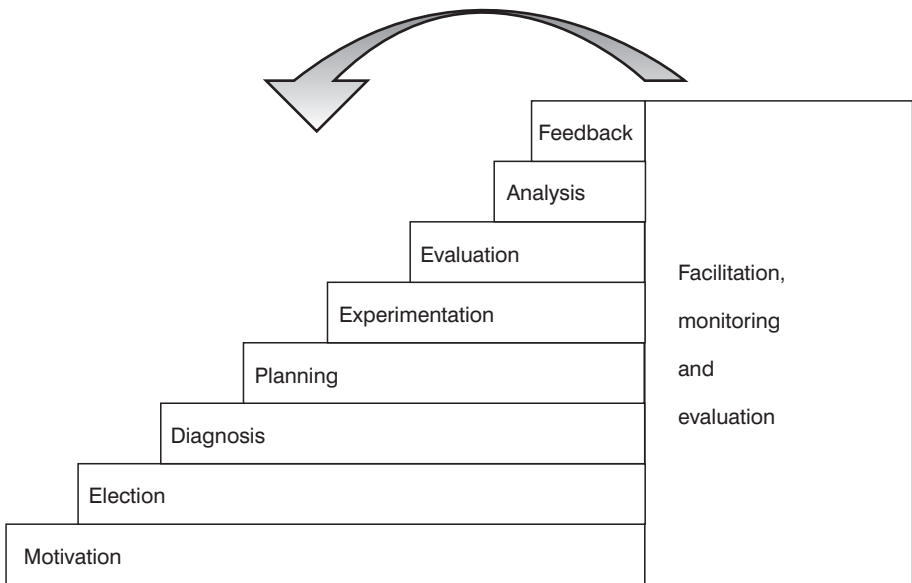 Feedback
Analysis
Evaluation
Experimentation
Planning
Diagnosis
Election
Motivation
Facilitation,
monitoring
and
evaluation